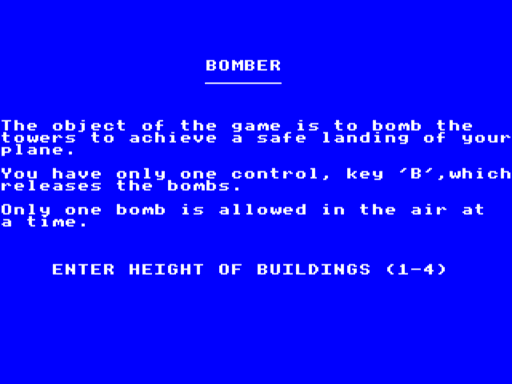 BOMBER
The object of the game is to bomb the
towers to achieve a safe landing of your
plane.
You have only one control, key ´B´,which
releases the bombs.
Only one bomb is allowed in the air at
a time.
ENTER HEIGHT OF BUILDINGS (1-4)